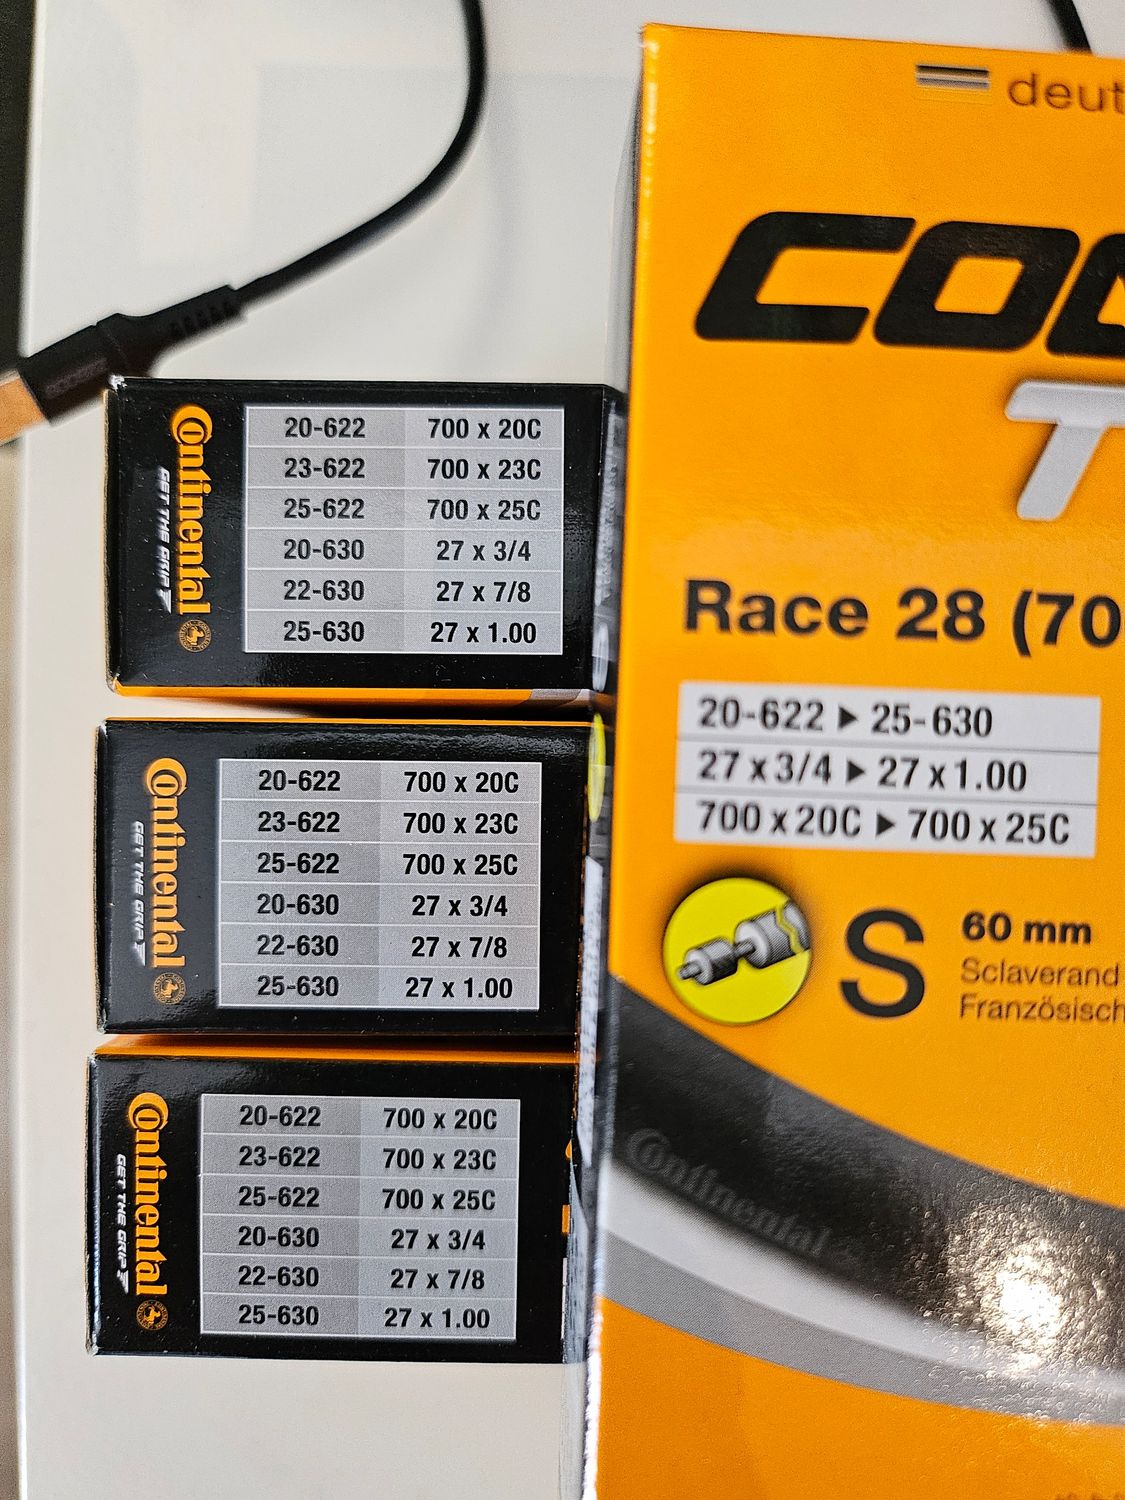 Continental
GET THE GRIP
20-622 700 x 20C
23-622 700 x 23C
25-622 700 x 25C
20-630 27 x 3/4
22-630 27 x 7/8
25-630 27 x 1.00
Continental
GET THE GRIP
20-622 700 x 20C
23-622 700 x 23C
25-622 700 x 25C
20-630 27 x 3/4
22-630 27 x 7/8
25-630 27 x 1.00
Continental
GET THE GRIP
20-622 700 x 20C
23-622 700 x 23C
25-622 700 x 25C
20-630 27 x 3/4
22-630 27 x 7/8
25-630 27 x 1.00
deut
CO
T
Race 28 (70
20-622 ▶ 25-630
27 x 3/4 ▶ 27 x 1.00
700 x 20C ▶ 700 x 25C
S 60 mm
Sclaverand
Französisch
Continental